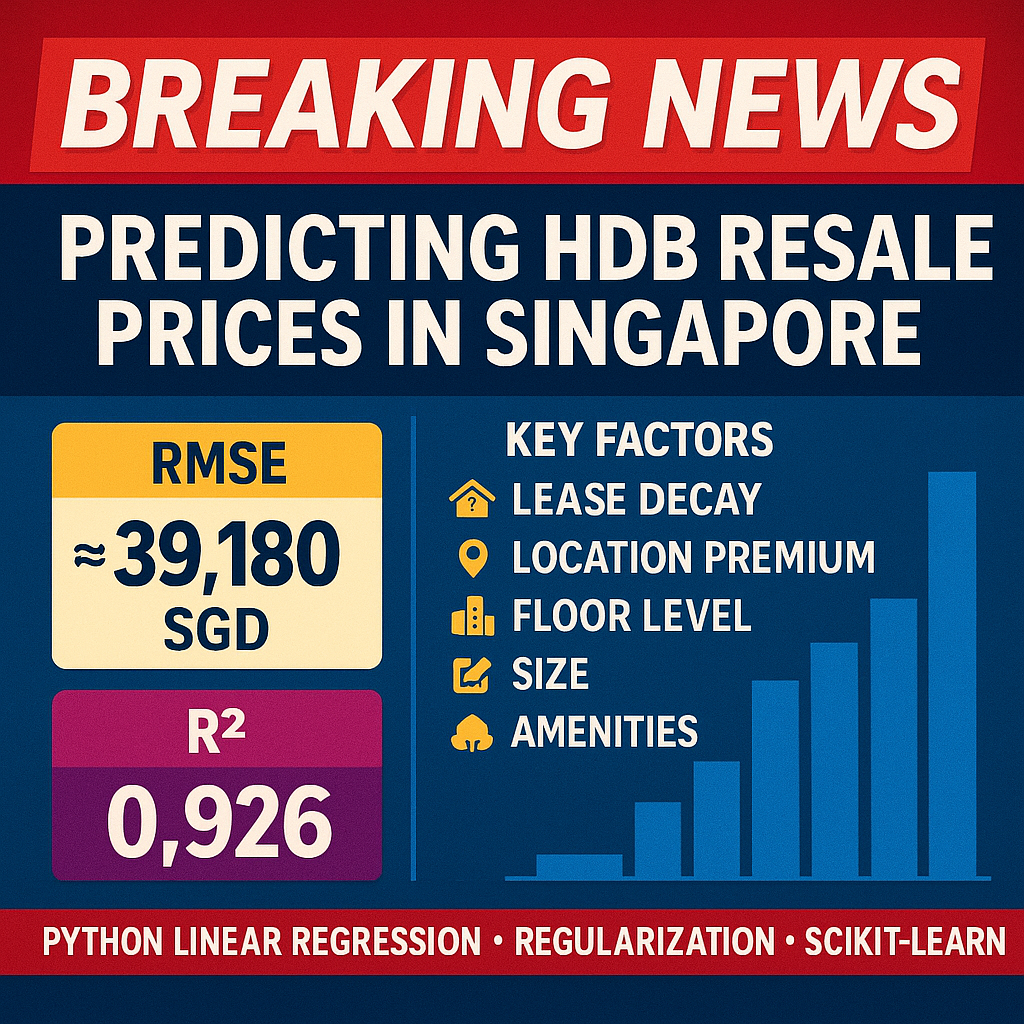 BREAKING NEWS
PREDICTING HDB RESALE
PRICES IN SINGAPORE
RMSE
≈39,180
SGD
R²
0,926
KEY FACTORS
?
LEASE DECAY
LOCATION PREMIUM
FLOOR LEVEL
SIZE
AMENITIES
PYTHON LINEAR REGRESSION • REGULARIZATION • SCIKIT-LEARN